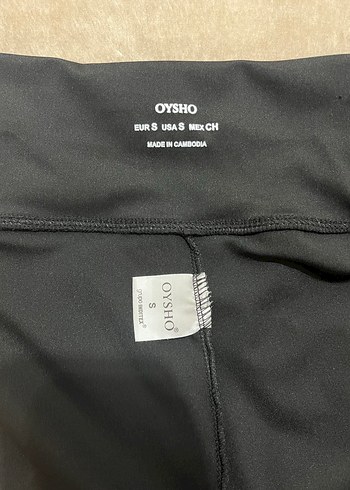 OYSHO
EUR S USA S MEX CH
MADE IN CAMBODIA
OYSHO®
S